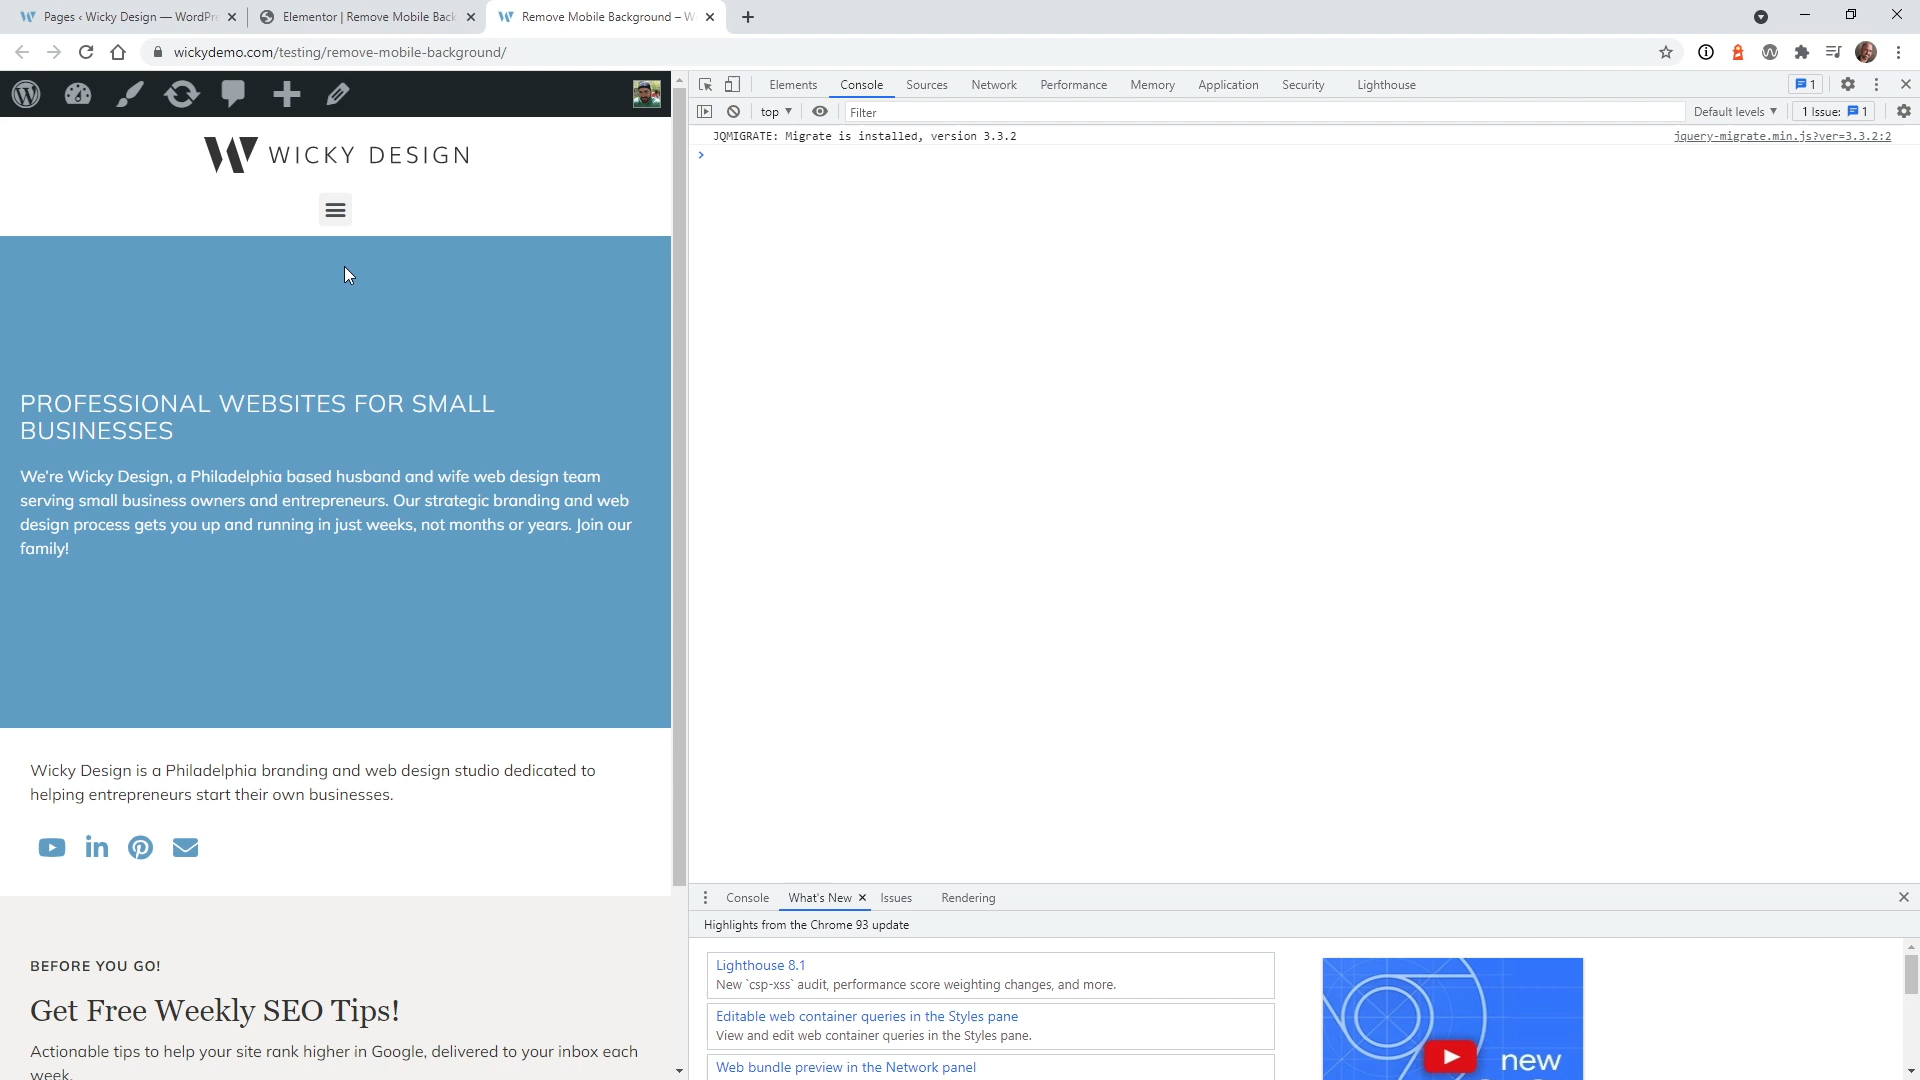 Pages ‹ Wicky Design — WordPr
Elementor | Remove Mobile Back
Remove Mobile Background – W
wickydemo.com/testing/remove-mobile-background/
Elements
Console
Sources
Network
Performance
Memory
Application
Security
Lighthouse
1
top
Filter
Default levels
1 Issue:
1
JQMIGRATE: Migrate is installed, version 3.3.2
jquery-migrate.min.js?ver=3.3.2:2
WICKY DESIGN
PROFESSIONAL WEBSITES FOR SMALL
BUSINESSES
We're Wicky Design, a Philadelphia based husband and wife web design team
serving small business owners and entrepreneurs. Our strategic branding and web
design process gets you up and running in just weeks, not months or years. Join our
family!
Wicky Design is a Philadelphia branding and web design studio dedicated to
helping entrepreneurs start their own businesses.
BEFORE YOU GO!
Get Free Weekly SEO Tips!
Actionable tips to help your site rank higher in Google, delivered to your inbox each
week.
Console
What's New
Issues
Rendering
Highlights from the Chrome 93 update
Lighthouse 8.1
New `csp-xss` audit, performance score weighting changes, and more.
Editable web container queries in the Styles pane
View and edit web container queries in the Styles pane.
Web bundle preview in the Network panel
new